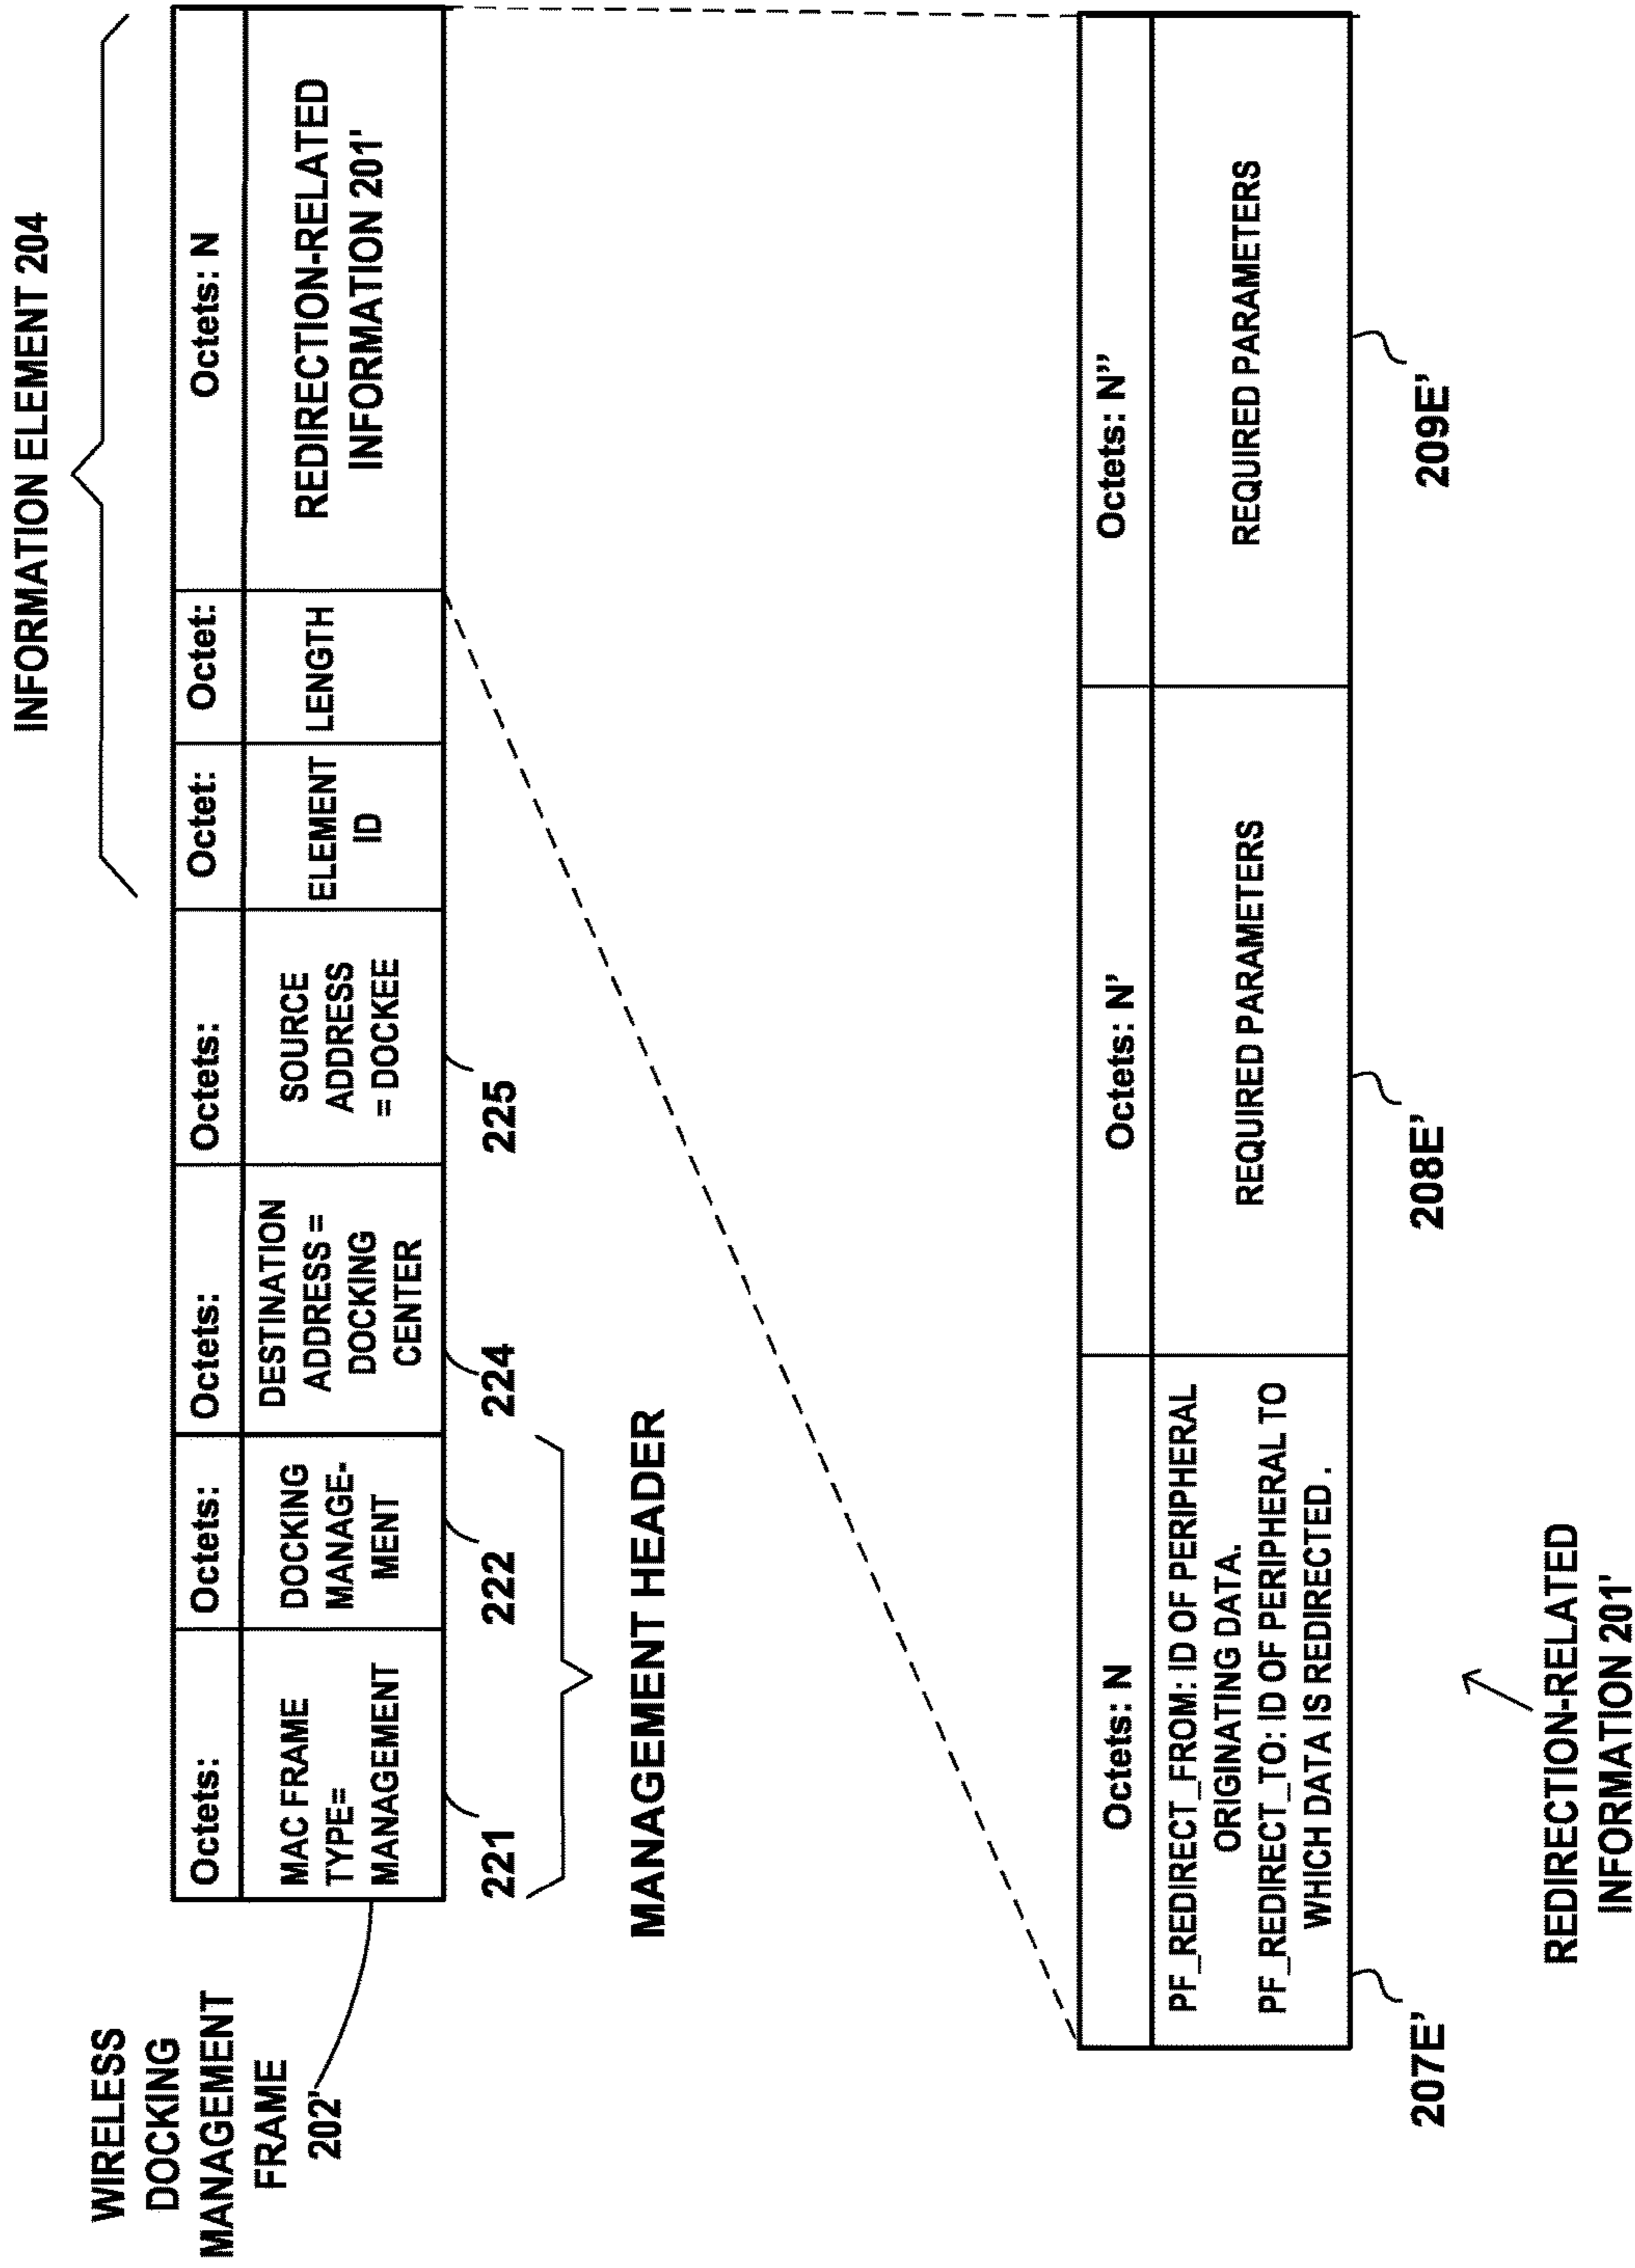 INFORMATION ELEMENT 204
WIRELESS
DOCKING
MANAGEMENT
FRAME
202'
Octets:
MAC FRAME
TYPE=
MANAGEMENT
221
Octets:
DOCKING
MANAGE-
MENT
222
Octets:
DESTINATION
ADDRESS =
DOCKING
CENTER
224
Octets:
SOURCE
ADDRESS
= DOCKEE
225
Octet:
ELEMENT
ID
Octet:
LENGTH
Octets: N
REDIRECTION-RELATED
INFORMATION 201'
MANAGEMENT HEADER
Octets: N
PF_REDIRECT_FROM: ID OF PERIPHERAL
ORIGINATING DATA.
PF_REDIRECT_TO: ID OF PERIPHERAL TO
WHICH DATA IS REDIRECTED .
207E’
Octets: N’
REQUIRED PARAMETERS
208E’
Octets: N’’
REQUIRED PARAMETERS
209E’
REDIRECTION-RELATED
INFORMATION 201'